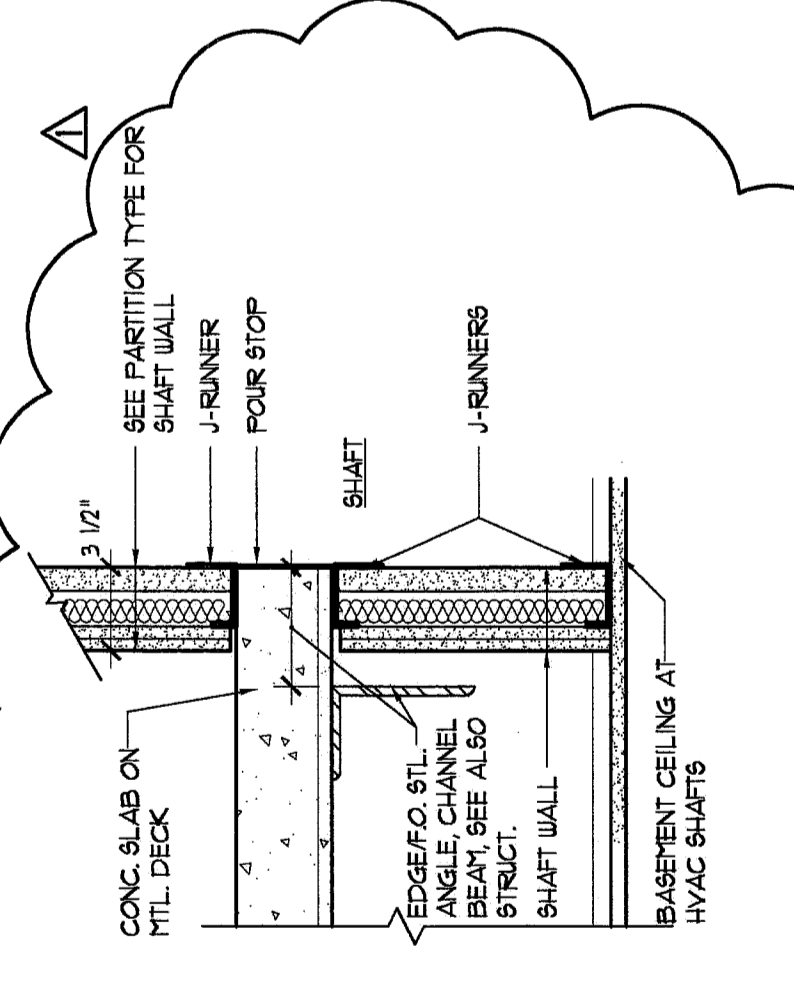 1
3 1/2"
SEE PARTITION TYPE FOR
SHAFT WALL
J-RUNNER
POUR STOP
SHAFT
J-RUNNERS
CONC. SLAB ON
MTL. DECK
EDGE/F.O. STL.
ANGLE, CHANNEL
BEAM, SEE ALSO
STRUCT.
SHAFT WALL
BASEMENT CEILING AT
HVAC SHAFTS